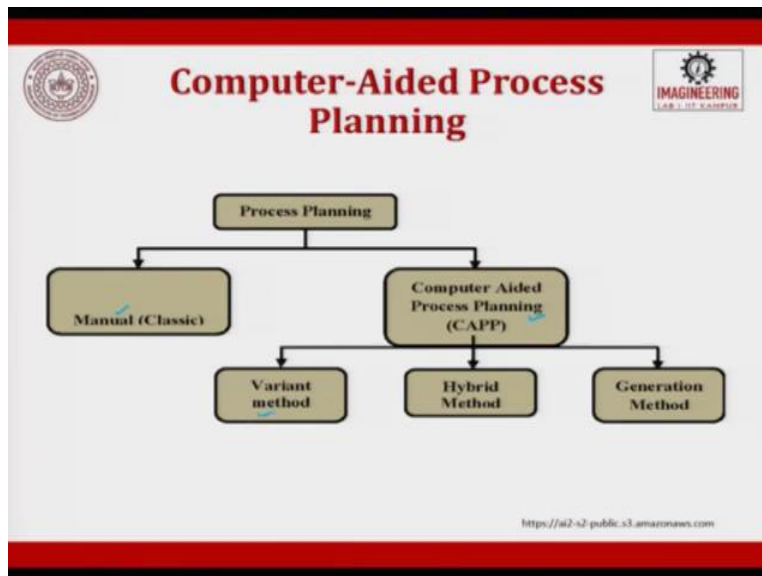 Computer-Aided Process
Planning
IMAGINEERING
LAB | IIT KANPUR
Process Planning
Manual (Classic)
Computer Aided
Process Planning
(CAPP)
Variant
method
Hybrid
Method
Generation
Method
https://ai2-s2-public.s3.amazonaws.com